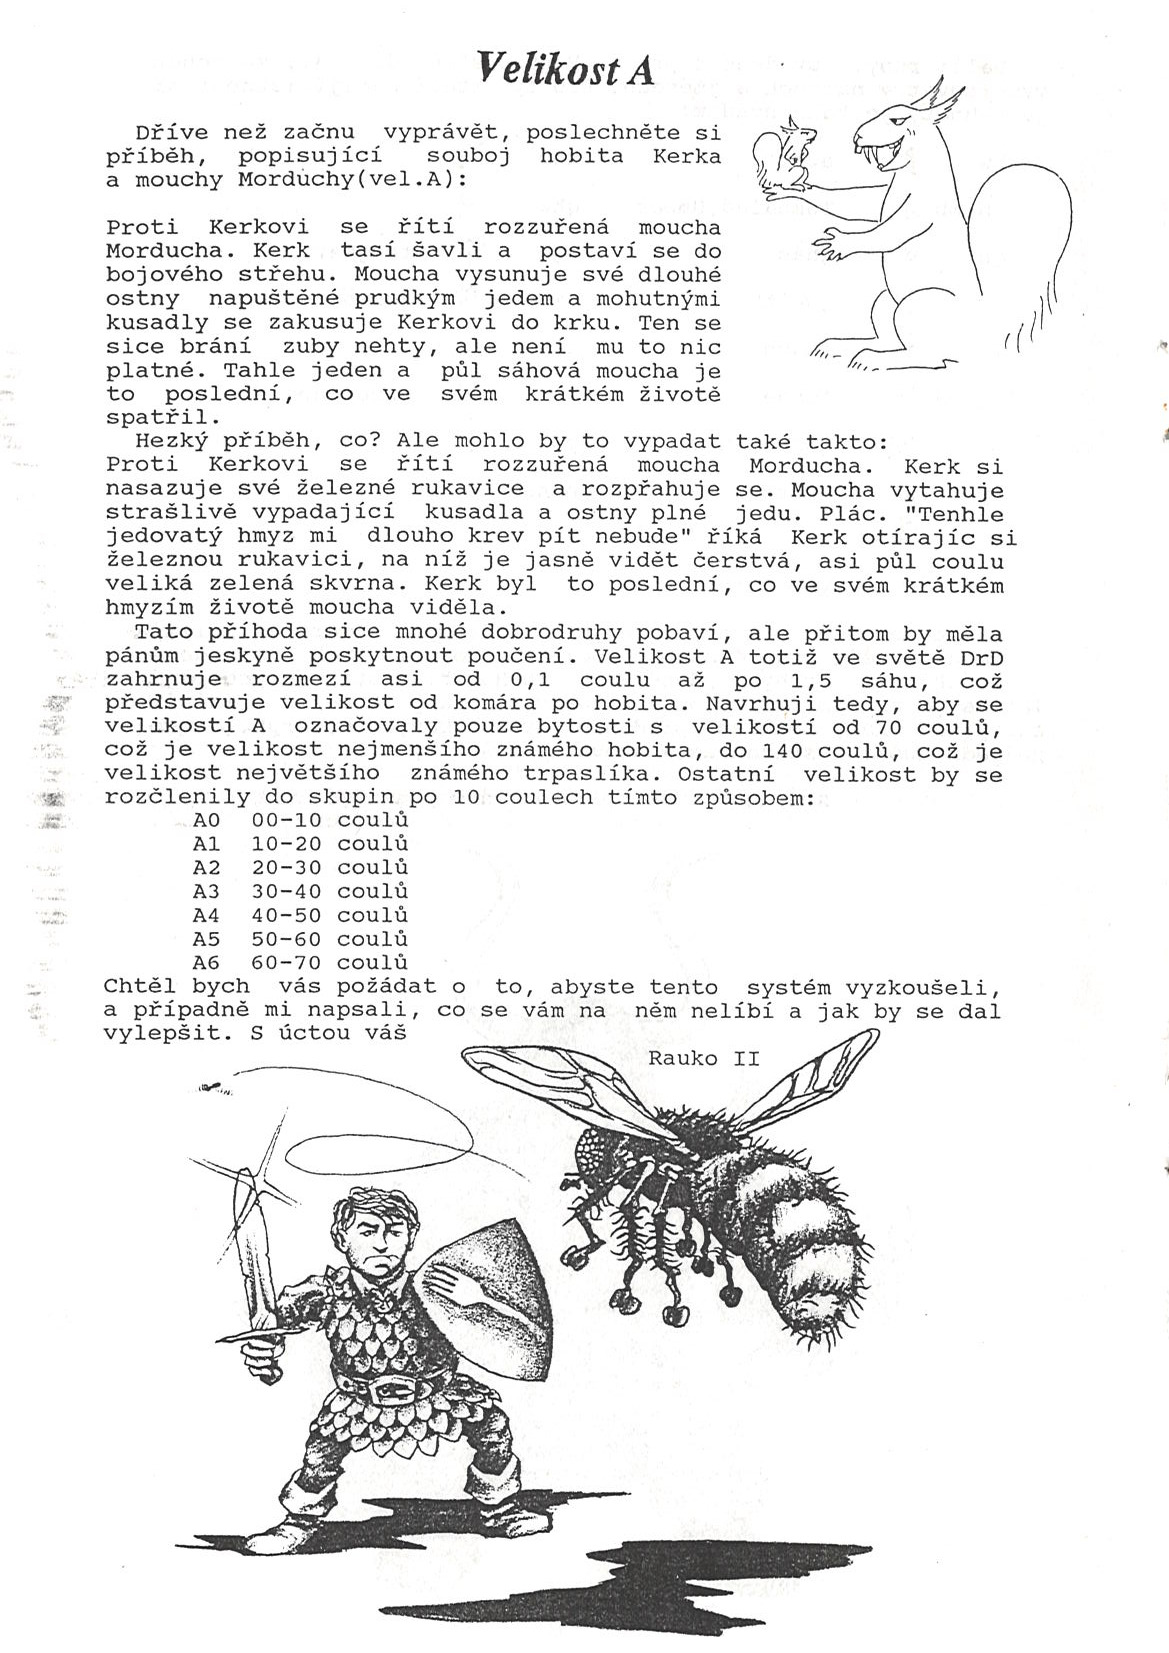 Velikost A
Dříve než začnu vyprávět, poslechněte si
příběh, popisující souboj hobita Kerka
a mouchy Morduchy(vel.A):
Proti Kerkovi se řítí rozzuřená moucha
Morducha. Kerk tasí šavli a postaví se do
bojového střehu. Moucha vysunuje své dlouhé
ostny napuštěné prudkým jedem a mohutnými
kusadly se zakusuje Kerkovi do krku. Ten se
sice brání zuby nehty, ale není mu to nic
platné. Tahle jeden a půl sáhová moucha je
to poslední, co ve svém krátkém životě
spatřil.
Hezký příběh, co? Ale mohlo by to vypadat také takto:
Proti Kerkovi se řítí rozzuřená moucha Morducha. Kerk si
nasazuje své železné rukavice a rozpřahuje se. Moucha vytahuje
strašlivě vypadající kusadla a ostny plné jedu. Plác. "Tenhle
jedovatý hmyz mi dlouho krev pít nebude" říká Kerk otírajíc si
železnou rukavici, na níž je jasně vidět čerstvá, asi půl coulu
veliká zelená skvrna. Kerk byl to poslední, co ve svém krátkém
hmyzím životě moucha viděla.
Tato příhoda sice mnohé dobrodruhy pobaví, ale přitom by měla
pánům jeskyně poskytnout poučení. Velikost A totiž ve světě DrD
zahrnuje rozmezí asi od 0,1 coulu až po 1,5 sáhu, což
představuje velikost od komára po hobita. Navrhuji tedy, aby se
velikostí A označovaly pouze bytosti s velikostí od 70 coulů,
což je velikost nejmenšího známého hobita, do 140 coulů, což je
velikost největšího známého trpaslíka. Ostatní velikost by se
rozčlenily do skupin po 10 coulech tímto způsobem:
A0 00-10 coulů
A1 10-20 coulů
A2 20-30 coulů
A3 30-40 coulů
A4 40-50 coulů
A5 50-60 coulů
A6 60-70 coulů
Chtěl bych vás požádat o to, abyste tento systém vyzkoušeli,
a případně mi napsali, co se vám na něm nelíbí a jak by se dal
vylepšit. S úctou váš
Rauko II